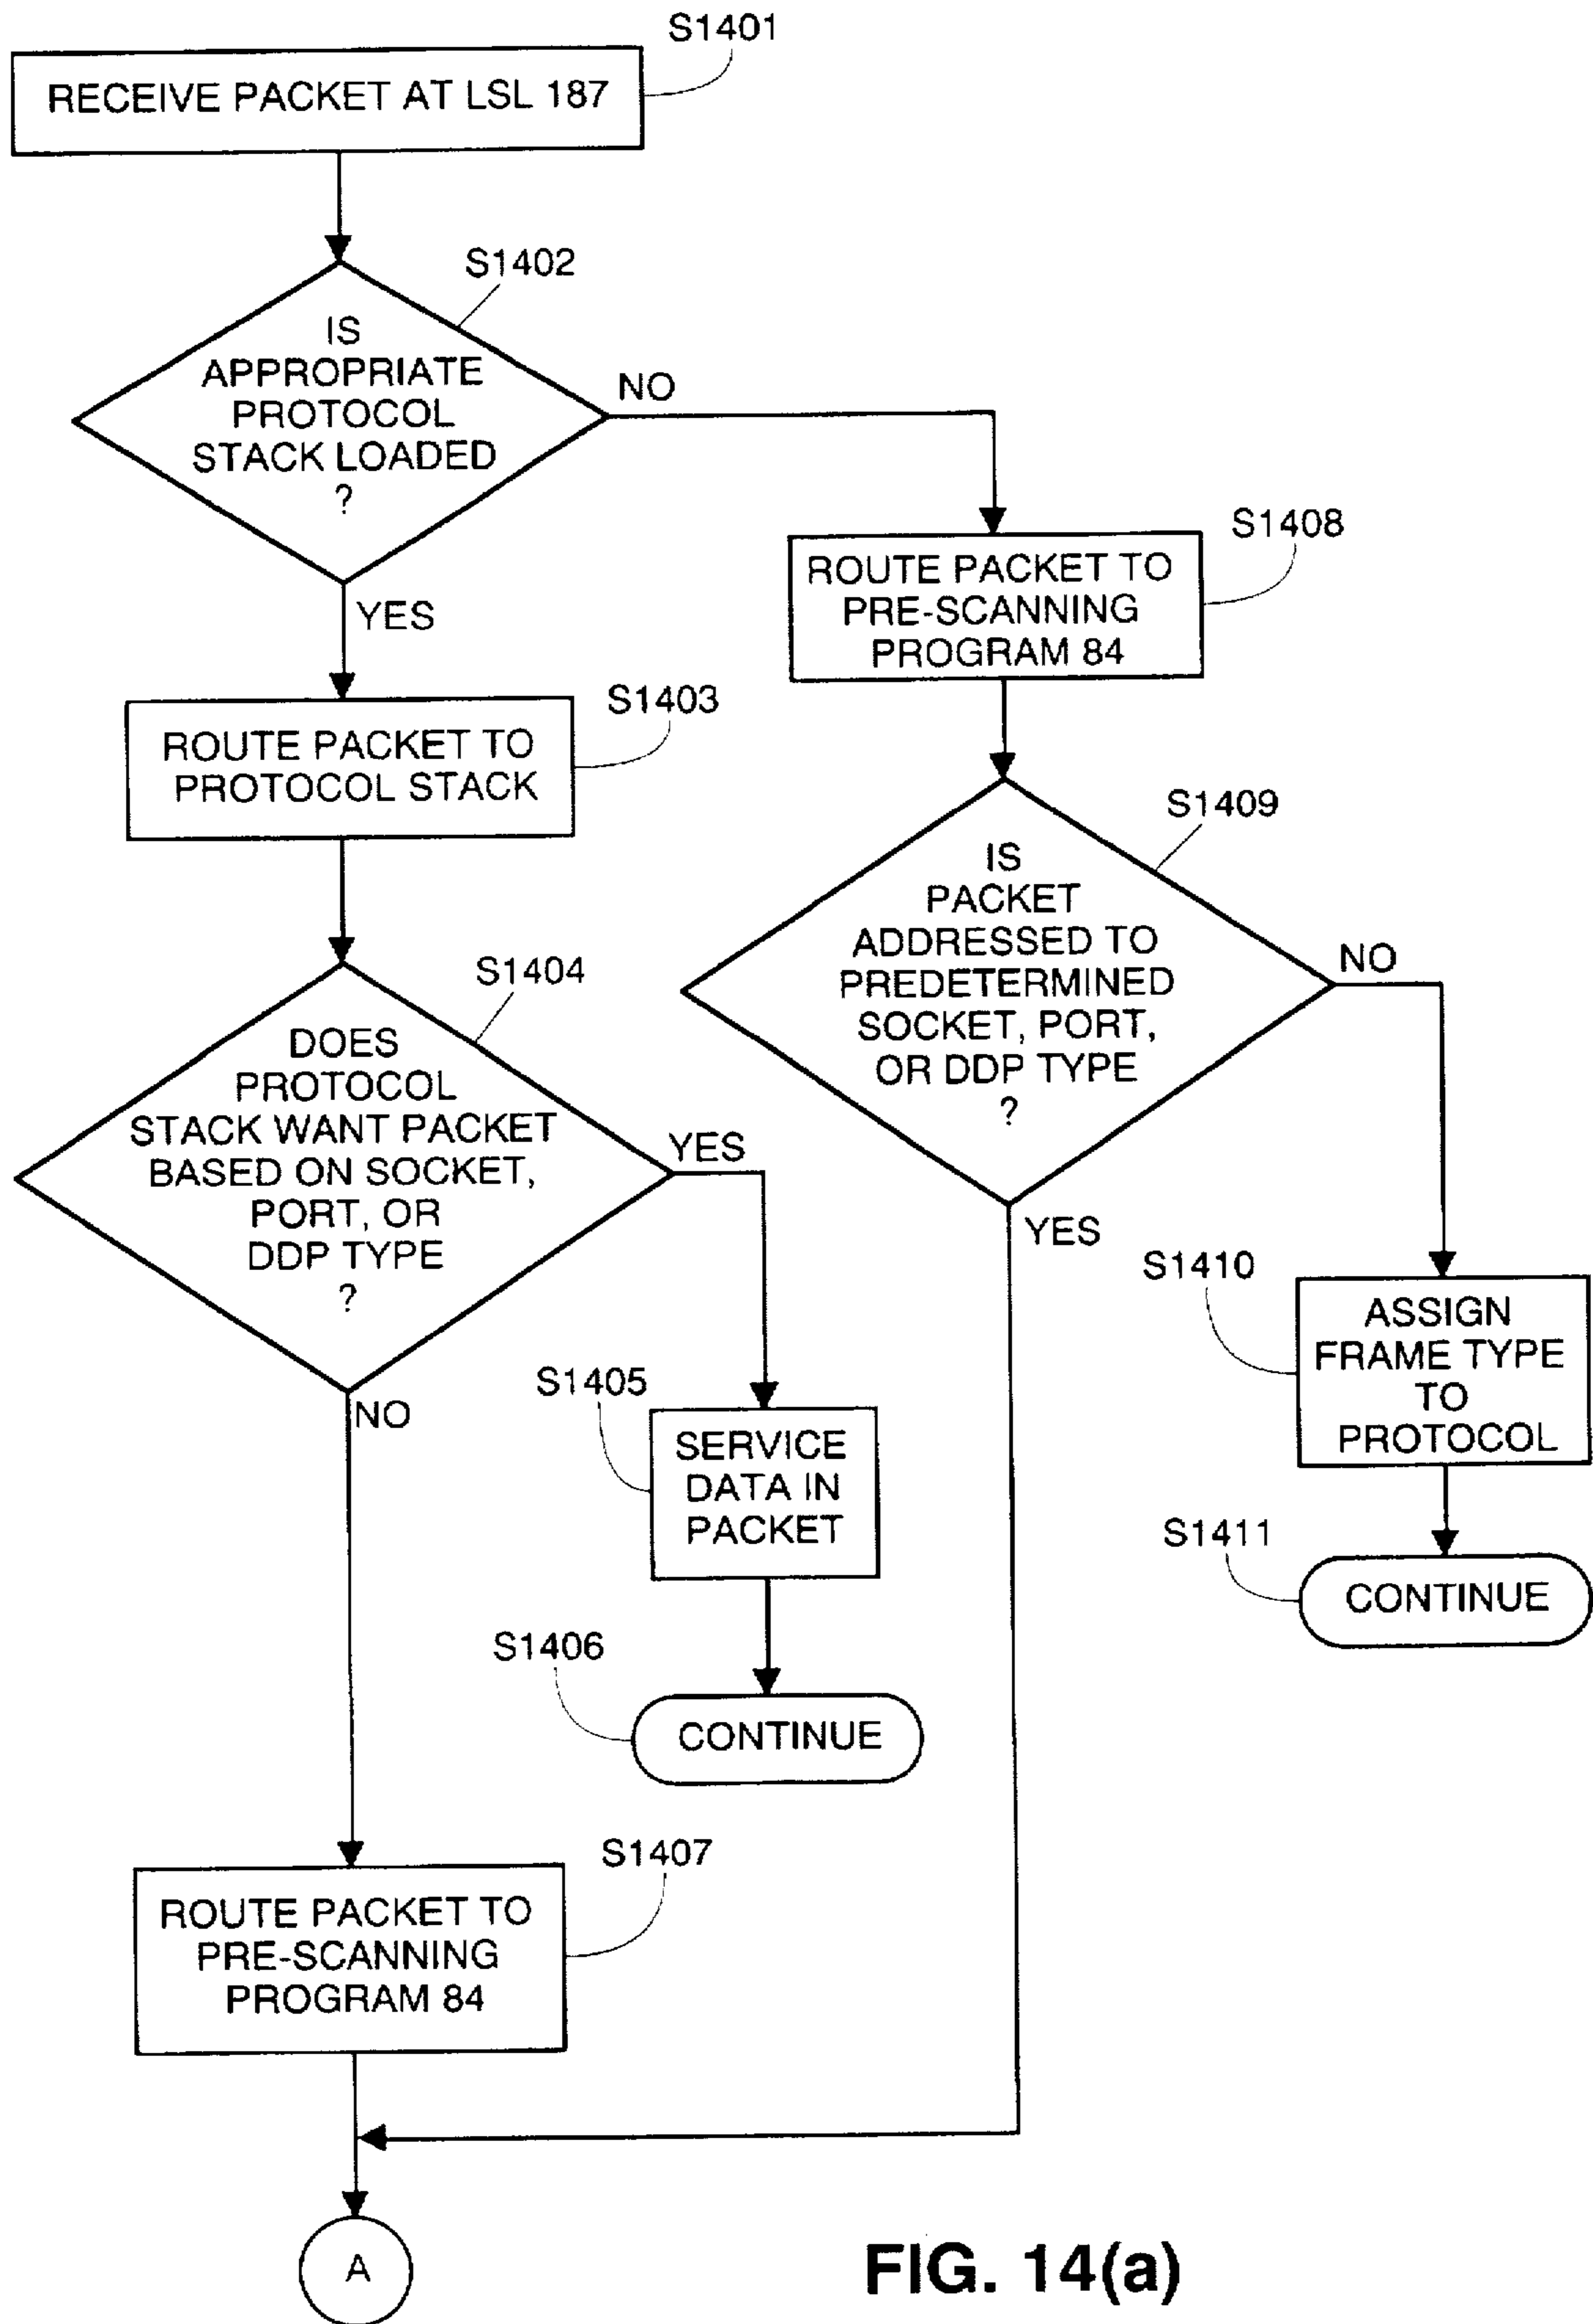 S1401
RECEIVE PACKET AT LSL 187
S1402
IS
APPROPRIATE
PROTOCOL
STACK LOADED
?
NO
YES
S1403
ROUTE PACKET TO
PROTOCOL STACK
S1404
DOES
PROTOCOL
STACK WANT PACKET
BASED ON SOCKET,
PORT, OR
DDP TYPE
?
YES
NO
S1405
SERVICE
DATA IN
PACKET
S1406
CONTINUE
S1407
ROUTE PACKET TO
PRE-SCANNING
PROGRAM 84
S1408
ROUTE PACKET TO
PRE-SCANNING
PROGRAM 84
S1409
IS
PACKET
ADDRESSED TO
PREDETERMINED
SOCKET, PORT,
OR DDP TYPE
?
NO
YES
S1410
ASSIGN
FRAME TYPE
TO
PROTOCOL
S1411
CONTINUE
A
FIG. 14(a)